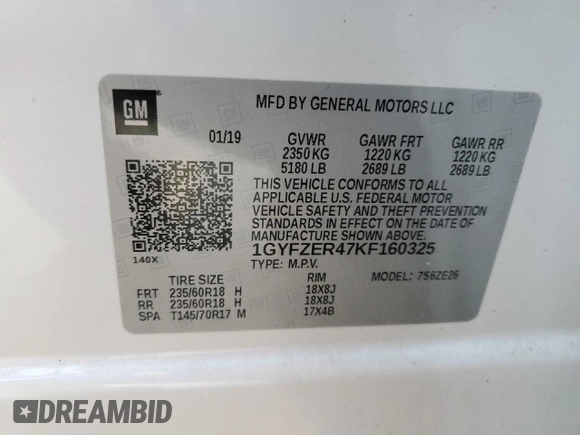 GM
MFD BY GENERAL MOTORS LLC
01/19 GVWR GAWR FRT GAWR RR
2350 KG 1220 KG 1220 KG
5180 LB 2689 LB 2689 LB
THIS VEHICLE CONFORMS TO ALL
APPLICABLE U.S. FEDERAL MOTOR
VEHICLE SAFETY AND THEFT PREVENTION
STANDARDS IN EFFECT ON THE DATE OF
MANUFACTURE SHOWN ABOVE.
1GYFZER47KF160325
140X
TYPE: M.P.V. MODEL: 756ZE26
TIRE SIZE RIM
FRT 235/60R18 H 18X8J
RR 235/60R18 H 18X8J
SPA T145/70R17 M 17X4B
DREAMBID